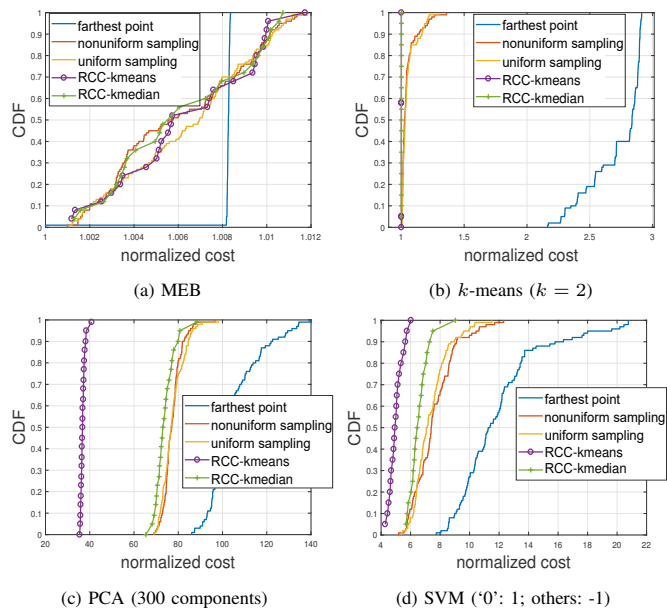 CDF
1
0.9
0.8
0.7
0.6
0.5
0.4
0.3
0.2
0.1
0
farthest point
nonuniform sampling
uniform sampling
RCC-kmeans
RCC-kmedian
1 1.002 1.004 1.006 1.008 1.01 1.012
normalized cost
(a) MEB
CDF
1
0.9
0.8
0.7
0.6
0.5
0.4
0.3
0.2
0.1
0
farthest point
nonuniform sampling
uniform sampling
RCC-kmeans
RCC-kmedian
1 1.5 2 2.5 3
normalized cost
(b) k-means (k = 2)
CDF
1
0.9
0.8
0.7
0.6
0.5
0.4
0.3
0.2
0.1
0
farthest point
nonuniform sampling
uniform sampling
RCC-kmeans
RCC-kmedian
20 40 60 80 100 120 140
normalized cost
(c) PCA (300 components)
CDF
1
0.9
0.8
0.7
0.6
0.5
0.4
0.3
0.2
0.1
0
farthest point
nonuniform sampling
uniform sampling
RCC-kmeans
RCC-kmedian
4 6 8 10 12 14 16 18 20 22
normalized cost
(d) SVM (‘0’: 1; others: -1)